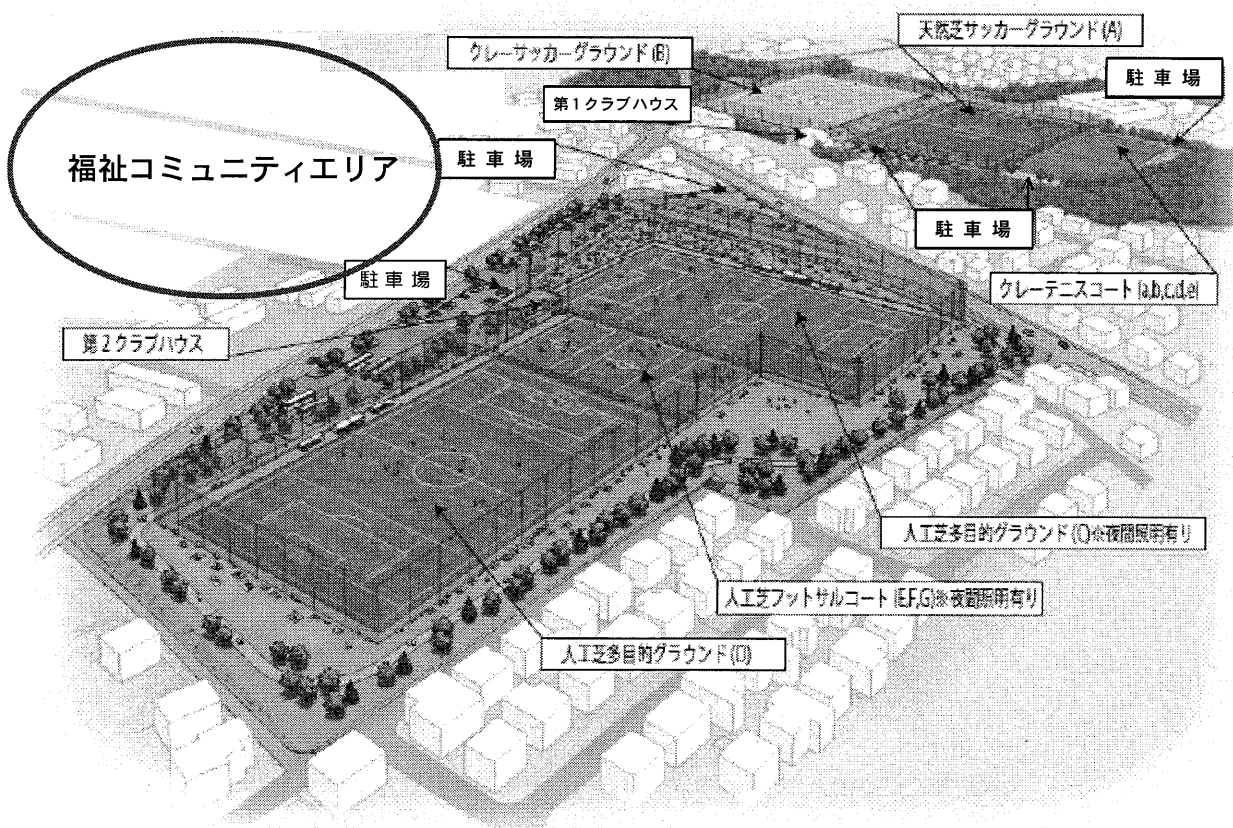 天然芝サッカーグラウンド(A)
クレーサッカーグラウンド(B)
駐車場
第1クラブハウス
駐車場
福祉コミュニティエリア
駐車場
駐車場
クレーテニスコート(a,b,c,d,e)
第2クラブハウス
人工芝多目的グラウンド(C)※夜間照明有り
人工芝フットサルコート(E,F,G)※夜間照明有り
人工芝多目的グラウンド(D)